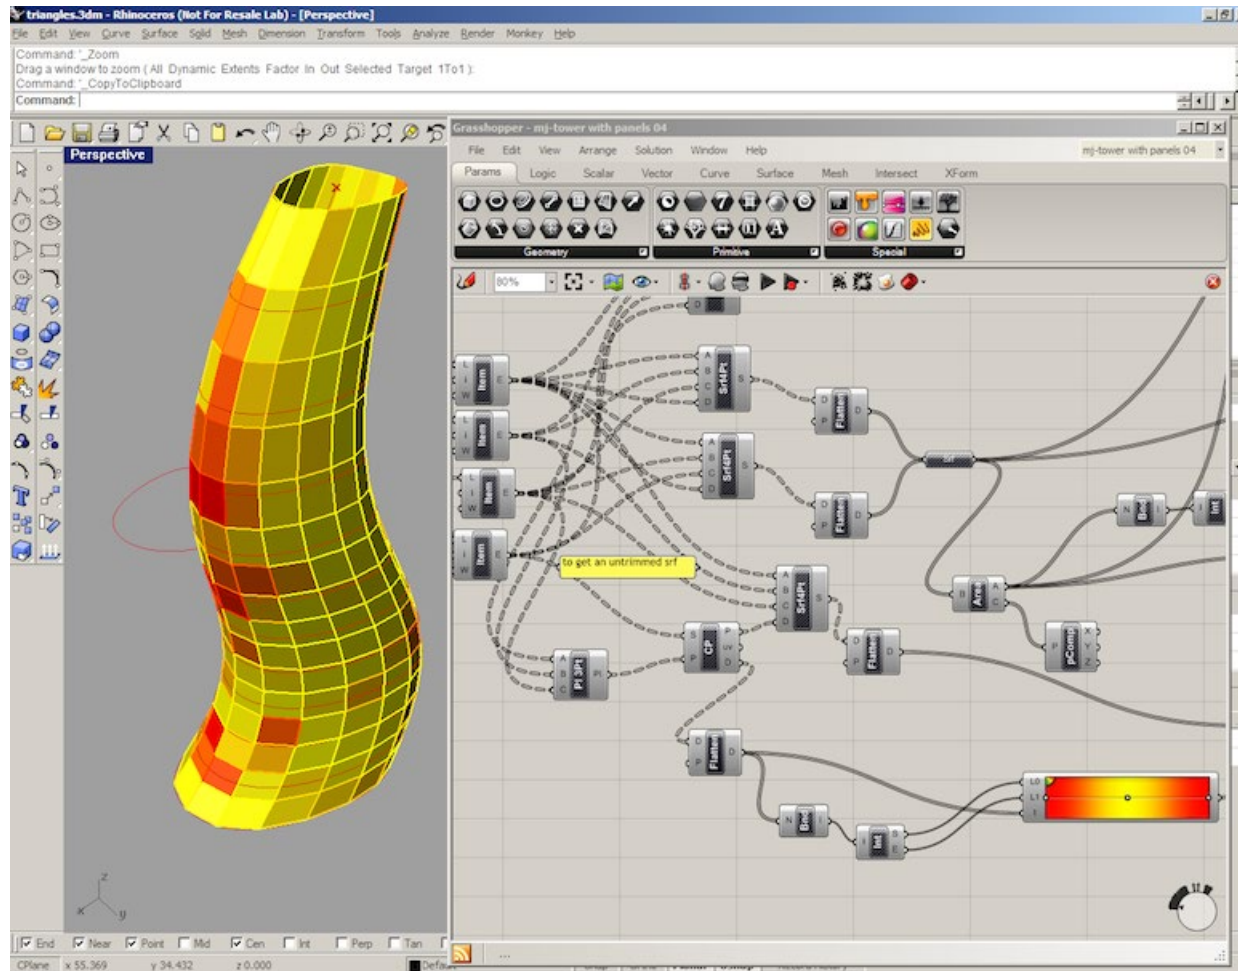 triangles.3dm - Rhinoceros (Not For Resale Lab) - [Perspective]
File Edit View Curve Surface Solid Mesh Dimension Transform Tools Analyze Render Monkey Help
Command: '_Zoom
Drag a window to zoom ( All Dynamic Extents Factor In Out Selected Target 1To1 ):
Command: '_CopyToClipboard
Command:
Perspective
Grasshopper - mj-tower with panels 04
File Edit View Arrange Solution Window Help
mj-tower with panels 04
Params Logic Scalar Vector Curve Surface Mesh Intersect XForm
Geometry Primitive Special
80%
D
L i W Item E
A B C D Srf4Pt S
D P Flatten D
L i W Item E
A B C D Srf4Pt S
Srf
L i W Item E
D P Flatten D
N Bnd I
I Int
L i W Item E
to get an untrimmed srf
A B C D Srf4Pt S
B Area A C
S P CP P uv D
D P Flatten D
P pComp X Y Z
A B C Pl 3Pt Pl
D P Flatten D
L0 L1 t
N Bnd I
I Int S E
z
x y
...
End Near Point Mid Cen Int Perp Tan
CPlane x 55.369 y 34.432 z 0.000 Defa